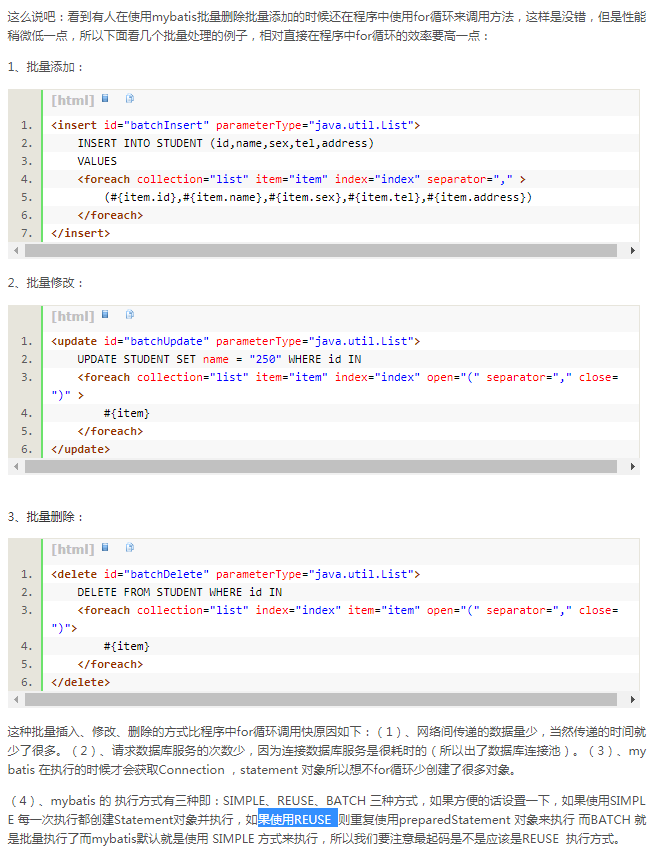 这么说吧：看到有人在使用mybatis批量删除批量添加的时候还在程序中使用for循环来调用方法，这样是没错，但是性能
稍微低一点，所以下面看几个批量处理的例子，相对直接在程序中for循环的效率要高一点：
1、批量添加：
[html]
1. <insert id="batchInsert" parameterType="java.util.List">
2. INSERT INTO STUDENT (id,name,sex,tel,address)
3. VALUES
4. <foreach collection="list" item="item" index="index" separator="," >
5. (#{item.id},#{item.name},#{item.sex},#{item.tel},#{item.address})
6. </foreach>
7. </insert>
2、批量修改：
[html]
1. <update id="batchUpdate" parameterType="java.util.List">
2. UPDATE STUDENT SET name = "250" WHERE id IN
3. <foreach collection="list" item="item" index="index" open="(" separator="," close=
")" >
4. #{item}
5. </foreach>
6. </update>
3、批量删除：
[html]
1. <delete id="batchDelete" parameterType="java.util.List">
2. DELETE FROM STUDENT WHERE id IN
3. <foreach collection="list" index="index" item="item" open="(" separator="," close=
")">
4. #{item}
5. </foreach>
6. </delete>
这种批量插入、修改、删除的方式比程序中for循环调用快原因如下：（1）、网络间传递的数据量少，当然传递的时间就
少了很多。（2）、请求数据库服务的次数少，因为连接数据库服务是很耗时的（所以出了数据库连接池）。（3）、my
batis 在执行的时候才会获取Connection ，statement 对象所以想不for循环少创建了很多对象。
（4）、mybatis 的 执行方式有三种即：SIMPLE、REUSE、BATCH 三种方式，如果方便的话设置一下，如果使用SIMPL
E 每一次执行都创建Statement对象并执行，如果使用REUSE 则重复使用preparedStatement 对象来执行 而BATCH 就
是批量执行了而mybatis默认就是使用 SIMPLE 方式来执行，所以我们要注意最起码是不是应该是REUSE 执行方式。